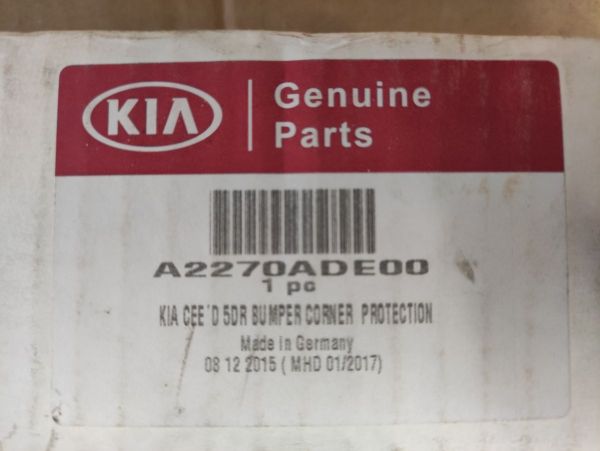 KIA
Genuine
Parts
A2270ADE00
1 pc
KIA CEE'D 5DR BUMPER CORNER PROTECTION
Made in Germany
08 12 2015 ( MHD 01/2017)